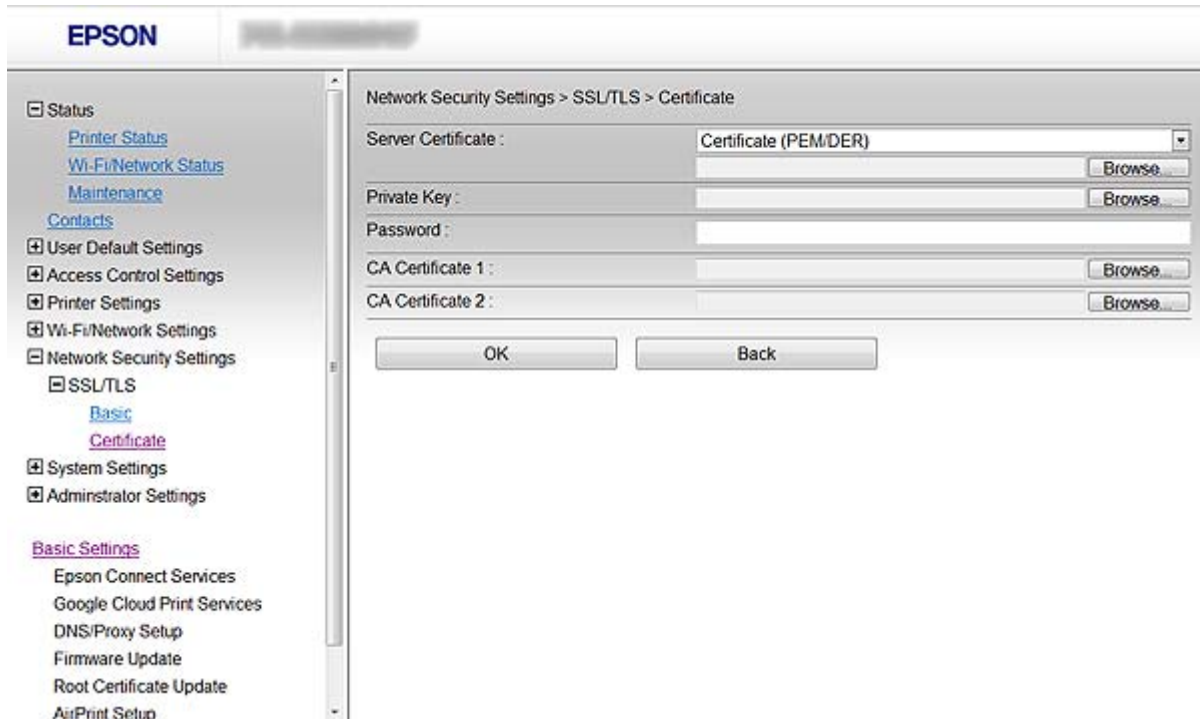 EPSON
Status
Printer Status
Wi-Fi/Network Status
Maintenance
Contacts
User Default Settings
Access Control Settings
Printer Settings
Wi-Fi/Network Settings
Network Security Settings
SSL/TLS
Basic
Certificate
System Settings
Adminstrator Settings
Basic Settings
Epson Connect Services
Google Cloud Print Services
DNS/Proxy Setup
Firmware Update
Root Certificate Update
AirPrint Setup
Network Security Settings > SSL/TLS > Certificate
Server Certificate : Certificate (PEM/DER)
Browse...
Private Key : Browse...
Password :
CA Certificate 1 : Browse...
CA Certificate 2 : Browse...
OK Back